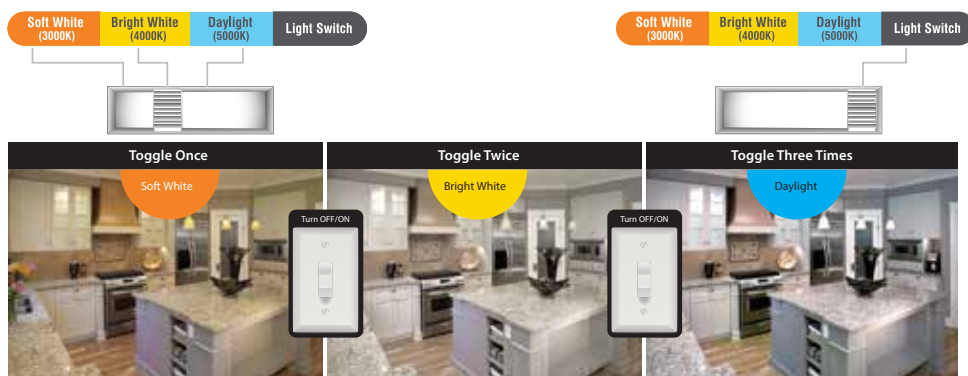 Soft White
(3000K)
Bright White
(4000K)
Daylight
(5000K)
Light Switch
Soft White
(3000K)
Bright White
(4000K)
Daylight
(5000K)
Light Switch
Toggle Once
Toggle Twice
Toggle Three Times
Soft White
Bright White
Daylight
Turn OFF/ON
Turn OFF/ON